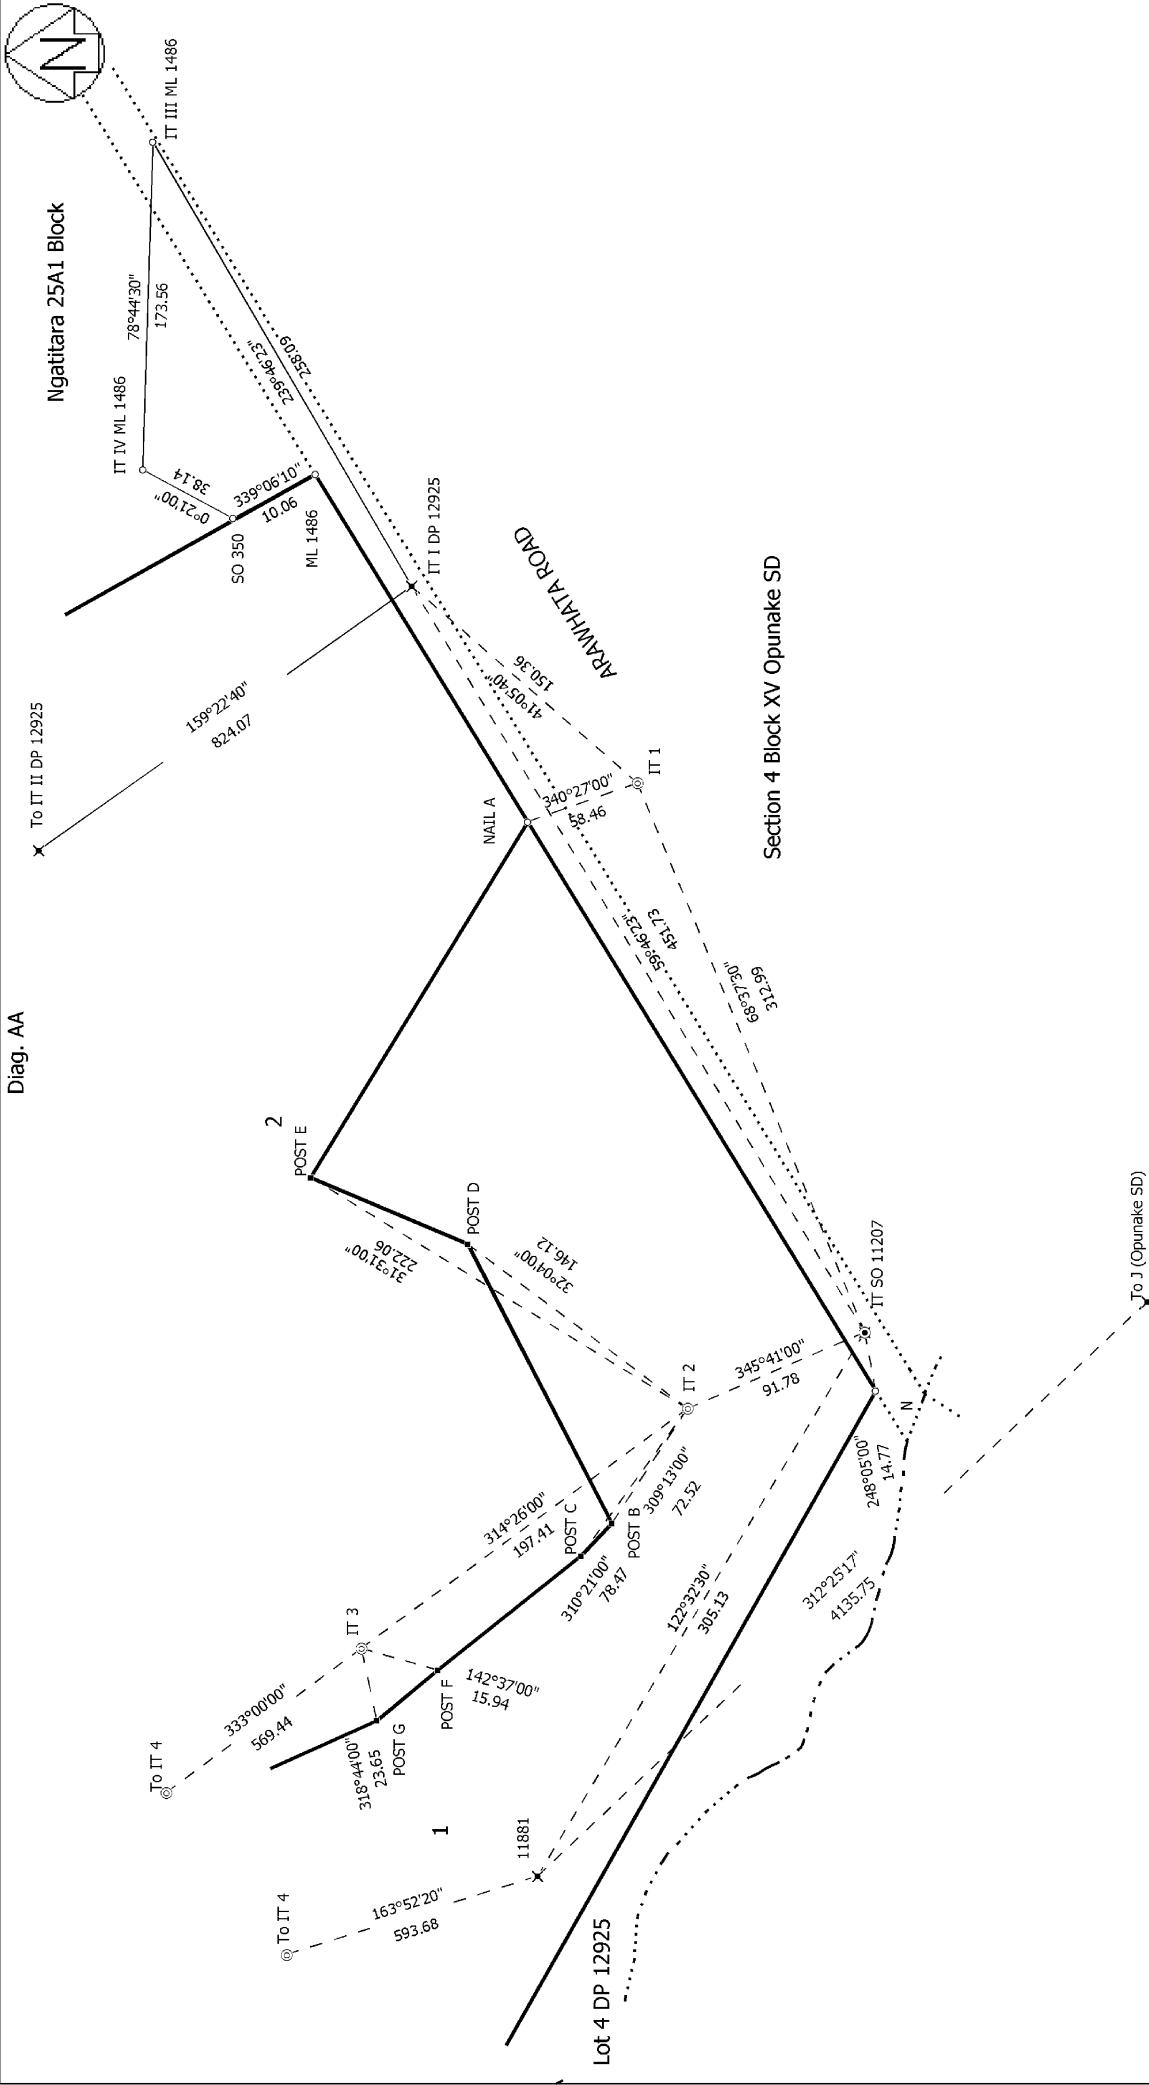 Diag. AA
N
To IT II DP 12925
159°22'40"
824.07
Ngatitara 25A1 Block
IT III ML 1486
78°44'30"
173.56
IT IV ML 1486
38.14
0°21'00"
339°06'10"
10.06
SO 350
ML 1486
239°46'23"
258.09
IT I DP 12925
ARAWHATA ROAD
150.36
41°05'40"
IT 1
NAIL A
340°27'00"
58.46
Section 4 Block XV Opunake SD
59°46'23"
451.73
68°37'30"
312.99
2
POST E
POST D
31°31'00"
222.06
146.12
32°04'00"
IT SO 11207
345°41'00"
91.78
IT 2
N
To J (Opunake SD)
248°05'00"
14.77
314°26'00"
197.41
POST C
309°13'00"
72.52
POST B
310°21'00"
78.47
122°32'30"
305.13
312°25'17"
4135.75
IT 3
333°00'00"
569.44
142°37'00"
15.94
POST F
To IT 4
318°44'00"
23.65
POST G
1
11881
To IT 4
163°52'20"
593.68
Lot 4 DP 12925